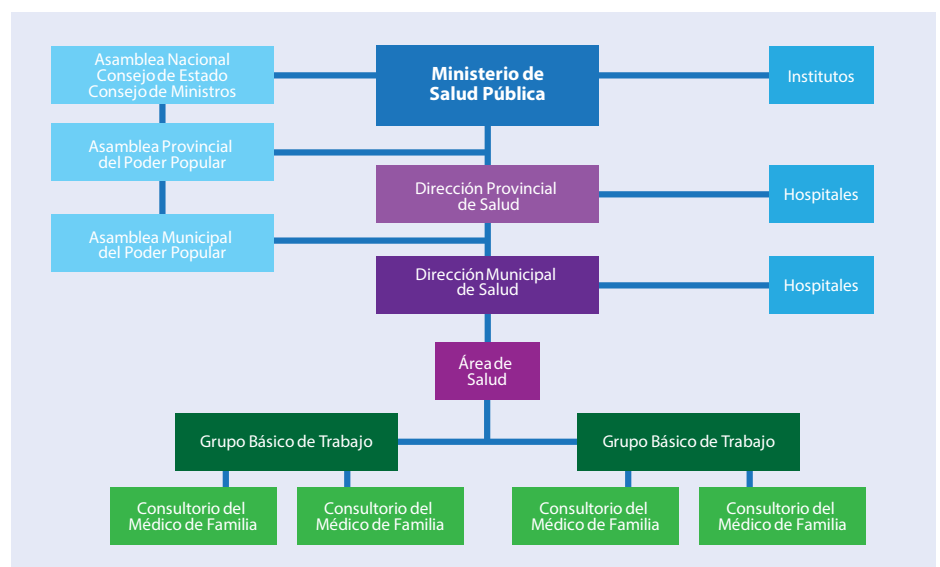 Asamblea Nacional
Consejo de Estado
Consejo de Ministros
Ministerio de
Salud Pública
Institutos
Asamblea Provincial
del Poder Popular
Dirección Provincial
de Salud
Hospitales
Asamblea Municipal
del Poder Popular
Dirección Municipal
de Salud
Hospitales
Área de
Salud
Grupo Básico de Trabajo
Grupo Básico de Trabajo
Consultorio del
Médico de Familia
Consultorio del
Médico de Familia
Consultorio del
Médico de Familia
Consultorio del
Médico de Familia